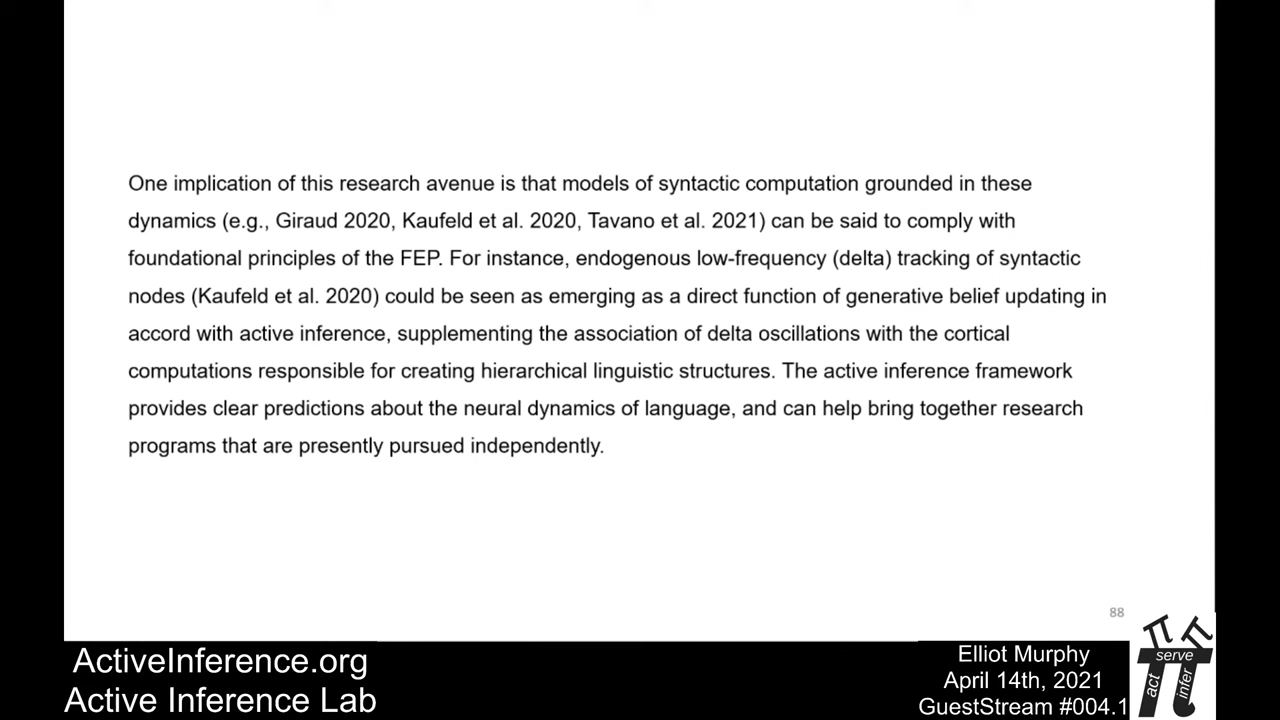 One implication of this research avenue is that models of syntactic computation grounded in these
dynamics (e.g., Giraud 2020, Kaufeld et al. 2020, Tavano et al. 2021) can be said to comply with
foundational principles of the FEP. For instance, endogenous low-frequency (delta) tracking of syntactic
nodes (Kaufeld et al. 2020) could be seen as emerging as a direct function of generative belief updating in
accord with active inference, supplementing the association of delta oscillations with the cortical
computations responsible for creating hierarchical linguistic structures. The active inference framework
provides clear predictions about the neural dynamics of language, and can help bring together research
programs that are presently pursued independently.
88
ActiveInference.org
Active Inference Lab
Elliot Murphy
April 14th, 2021
GuestStream #004.1
serve
act
infer